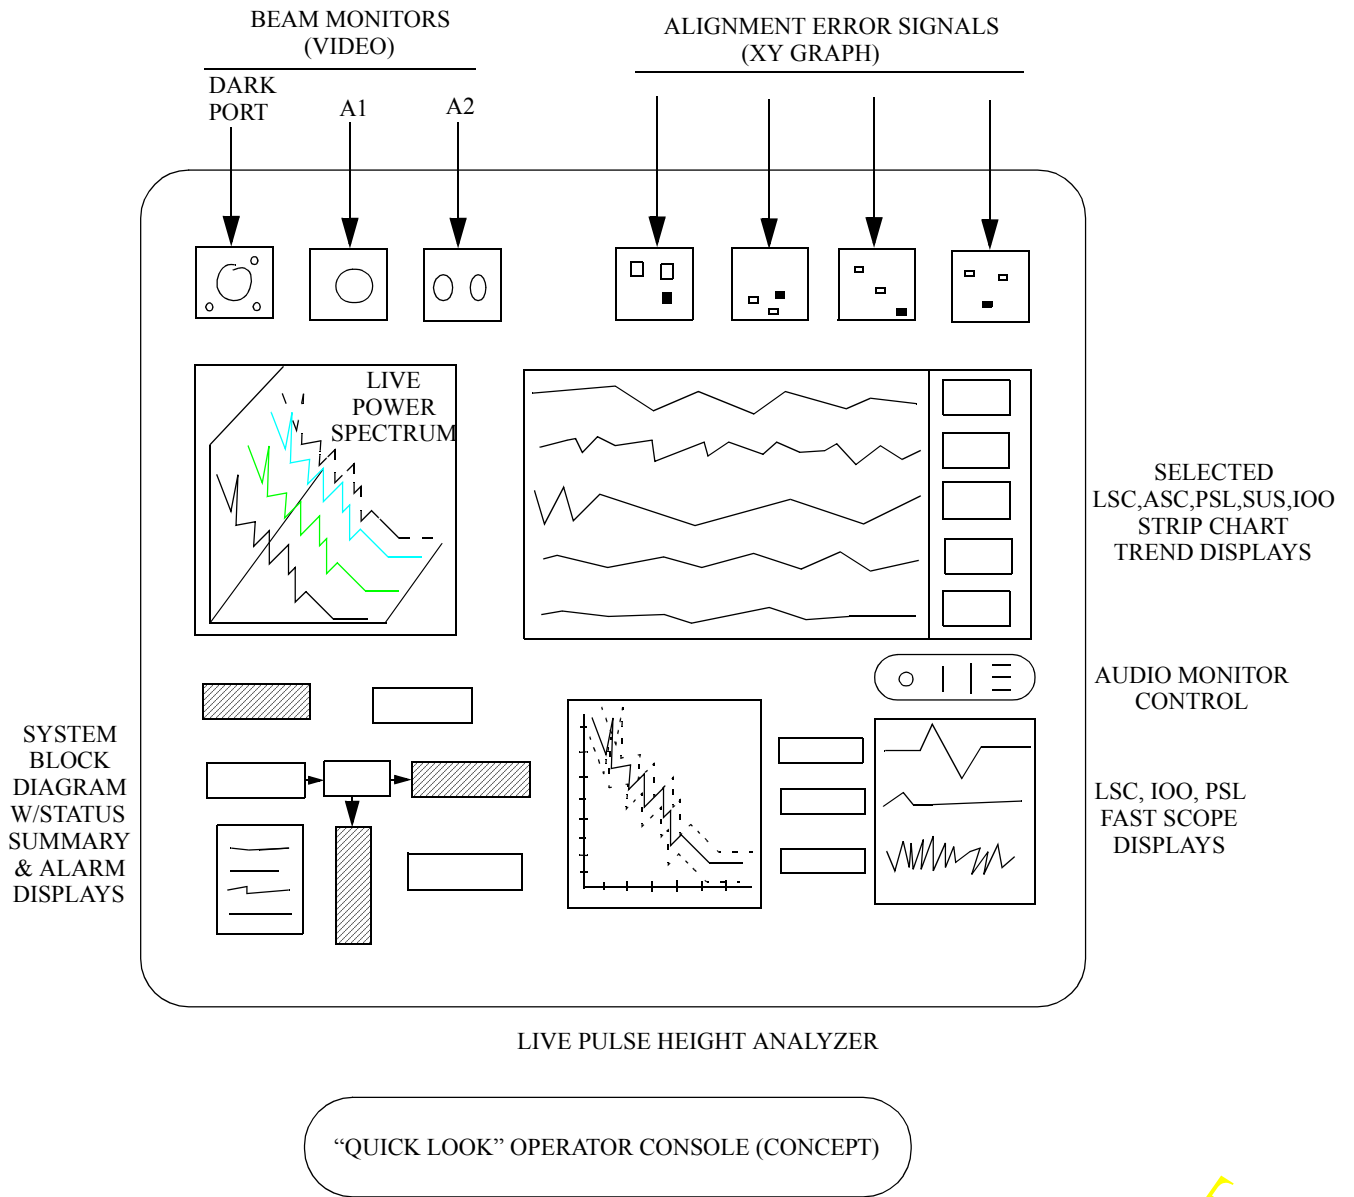 BEAM MONITORS
(VIDEO)
ALIGNMENT ERROR SIGNALS
(XY GRAPH)
DARK
PORT
A1
A2
LIVE
POWER
SPECTRUM
SELECTED
LSC,ASC,PSL,SUS,IOO
STRIP CHART
TREND DISPLAYS
AUDIO MONITOR
CONTROL
SYSTEM
BLOCK
DIAGRAM
W/STATUS
SUMMARY
& ALARM
DISPLAYS
LSC, IOO, PSL
FAST SCOPE
DISPLAYS
LIVE PULSE HEIGHT ANALYZER
“QUICK LOOK” OPERATOR CONSOLE (CONCEPT)